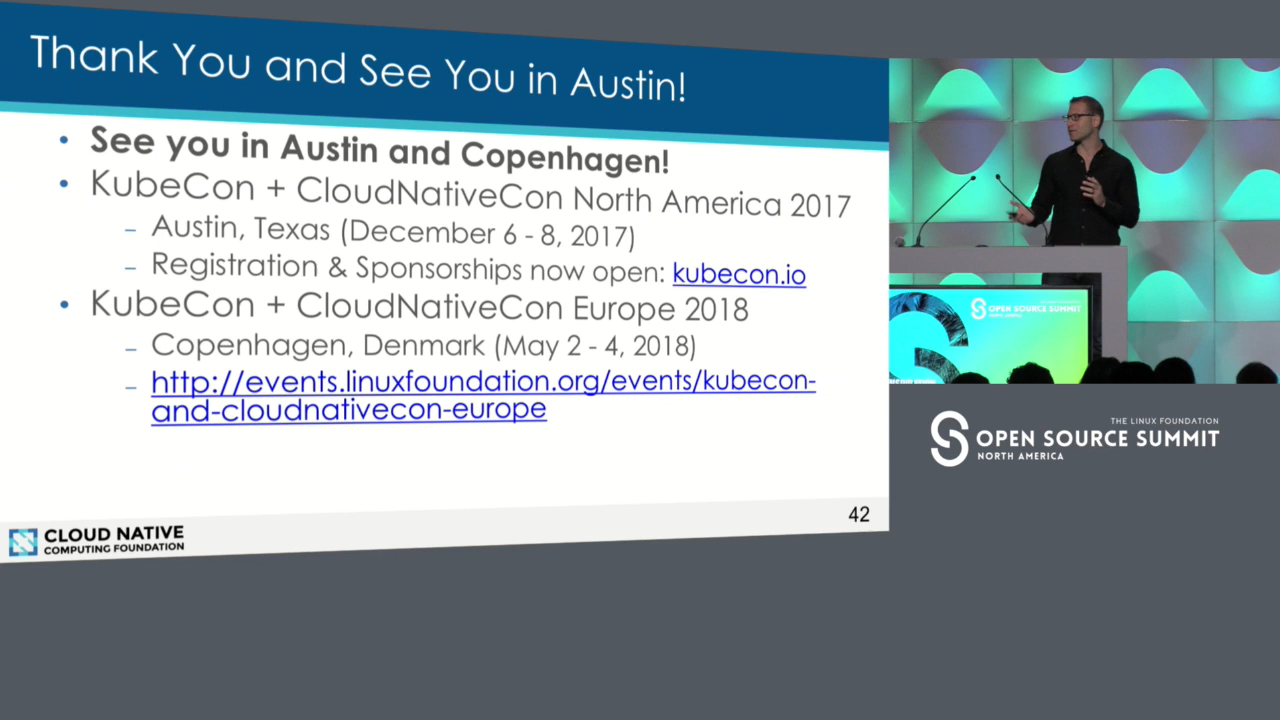 Thank You and See You in Austin!
• See you in Austin and Copenhagen!
• KubeCon + CloudNativeCon North America 2017
– Austin, Texas (December 6 - 8, 2017)
– Registration & Sponsorships now open: kubecon.io
• KubeCon + CloudNativeCon Europe 2018
– Copenhagen, Denmark (May 2 - 4, 2018)
– http://events.linuxfoundation.org/events/kubecon-
and-cloudnativecon-europe
42
CLOUD NATIVE
COMPUTING FOUNDATION
OPEN SOURCE SUMMIT
THE LINUX FOUNDATION
OPEN SOURCE SUMMIT
NORTH AMERICA